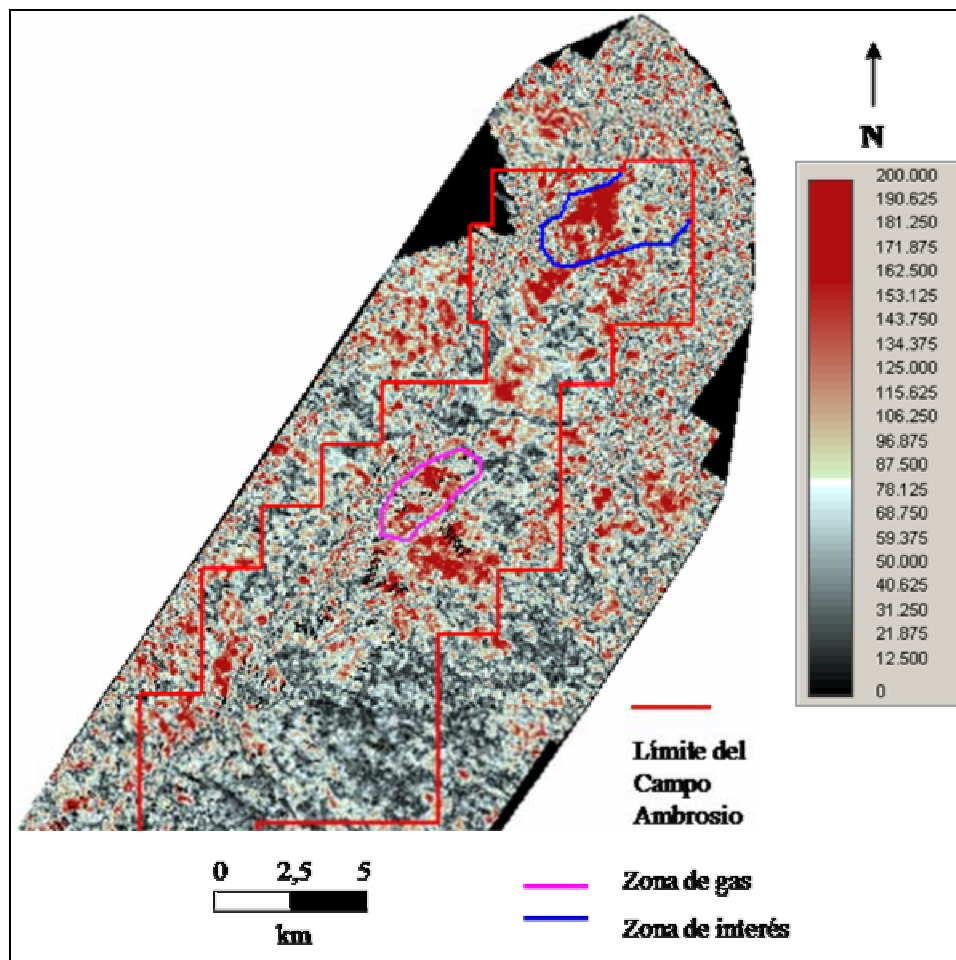 N
200.000
190.625
181.250
171.875
162.500
153.125
143.750
134.375
125.000
115.625
106.250
96.875
87.500
78.125
68.750
59.375
50.000
40.625
31.250
21.875
12.500
0
Límite del
Campo
Ambrosio
0 2,5 5
km
Zona de gas
Zona de interés